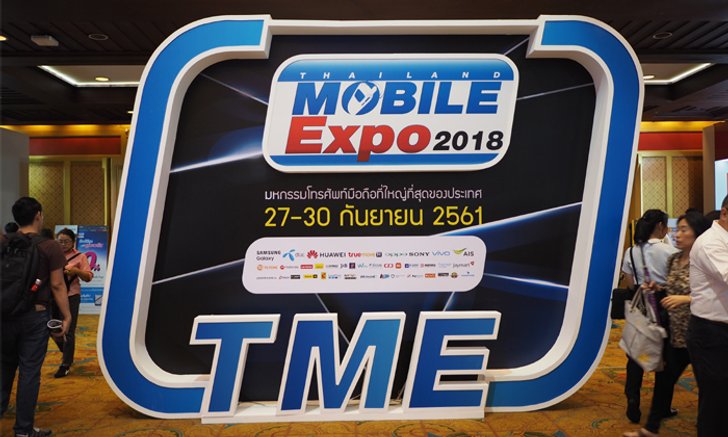 THAILAND
MOBILE
Expo 2018
มหกรรมโทรศัพท์มือถือที่ใหญ่ที่สุดของประเทศ
27-30 กันยายน 2561
SAMSUNG Galaxy dtac HUAWEI truemove H oppo SONY VIVO AIS
Jaymart
TME